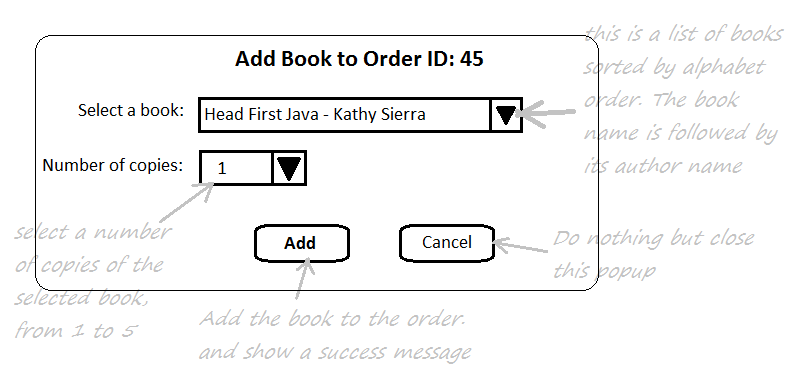 Add Book to Order ID: 45
this is a list of books
sorted by alphabet
order. The book
name is followed by
its author name
Select a book:
Head First Java - Kathy Sierra
Number of copies:
1
select a number
of copies of the
selected book,
from 1 to 5
Add
Cancel
Do nothing but close
this popup
Add the book to the order.
and show a success message